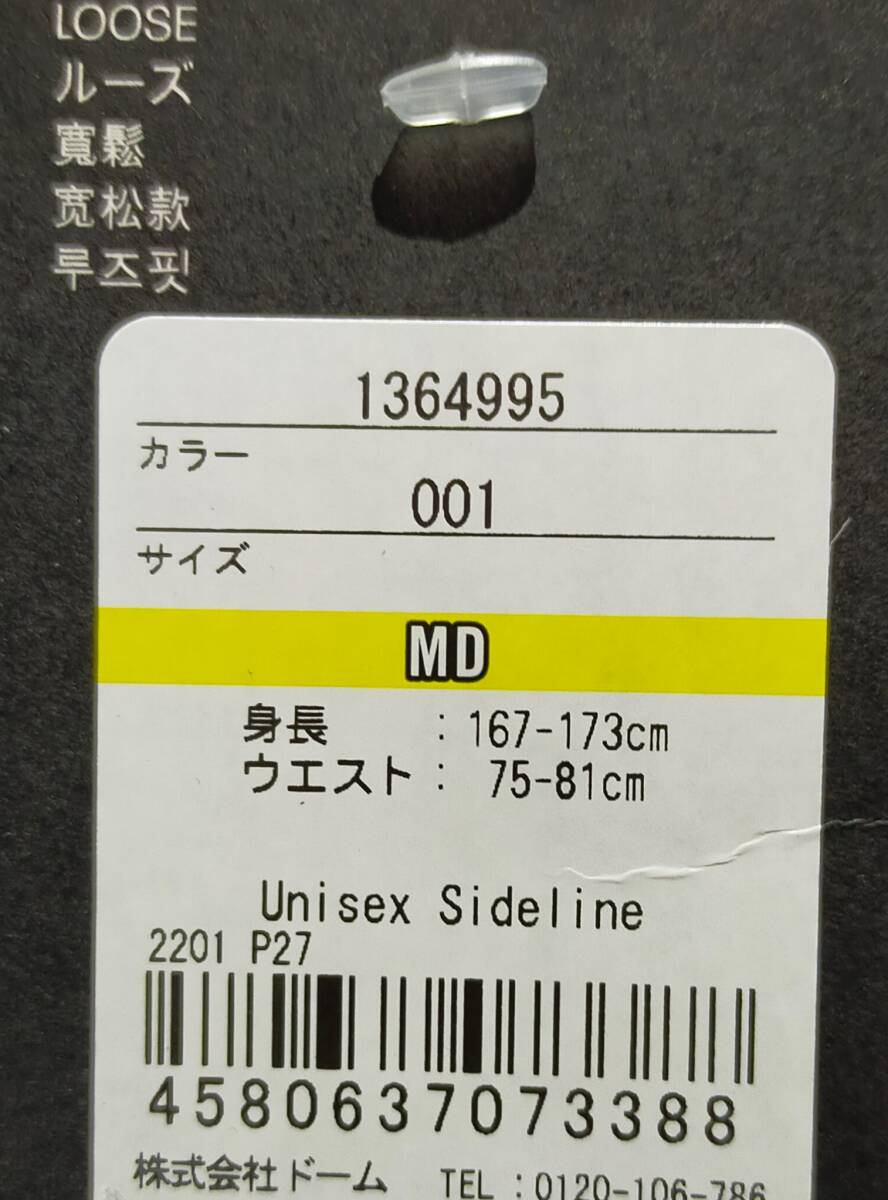 LOOSE
ルーズ
寬鬆
宽松款
루즈핏
1364995
カラー
001
サイズ
MD
身長 : 167-173cm
ウエスト : 75-81cm
Unisex Sideline
2201 P27
4580637073388
株式会社ドーム TEL : 0120-106-786